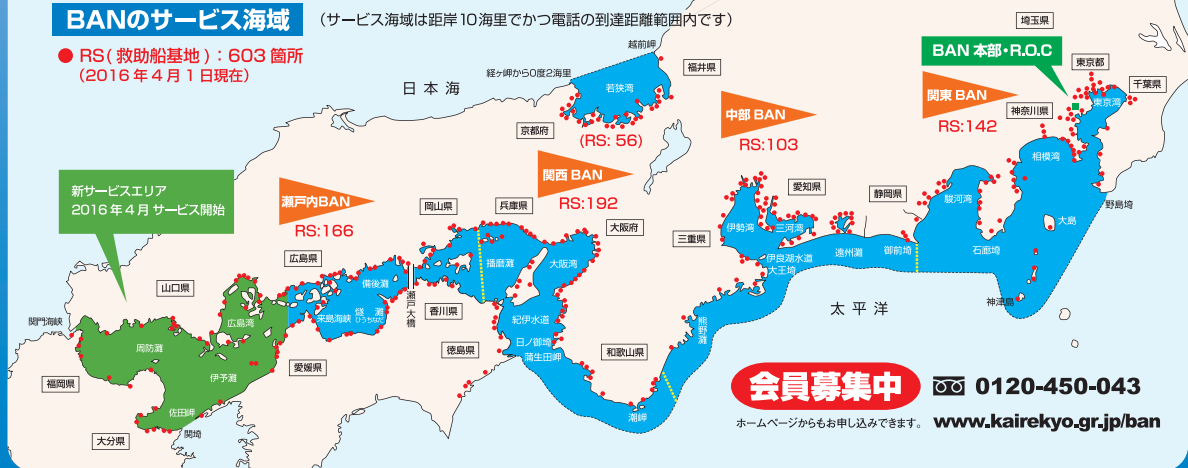 BANのサービス海域
（サービス海域は距岸10海里でかつ電話の到達距離範囲内です）
● RS(救助船基地)：603箇所
（2016年4月1日現在）
埼玉県
BAN 本部・R.O.C
東京都
千葉県
神奈川県
東京湾
関東 BAN
RS:142
越前岬
福井県
経ヶ岬から0度2海里
若狭湾
日本海
京都府
(RS: 56)
中部 BAN
RS:103
関西 BAN
RS:192
相模湾
新サービスエリア
2016年4月 サービス開始
瀬戸内BAN
RS:166
岡山県
兵庫県
大阪府
愛知県
静岡県
駿河湾
野島埼
大島
三重県
伊勢湾
三河湾
伊良湖水道
大王埼
遠州灘
御前埼
石廊埼
神津島
広島県
播磨灘
大阪湾
備後灘
山口県
広島湾
来島海峡
燧灘
ひうちなだ
瀬戸大橋
香川県
紀伊水道
熊野灘
太平洋
関門海峡
周防灘
日ノ御埼
蒲生田岬
徳島県
和歌山県
愛媛県
伊予灘
福岡県
佐田岬
関埼
大分県
潮岬
会員募集中
0120-450-043
ホームページからもお申し込みできます。
www.kairekyo.gr.jp/ban